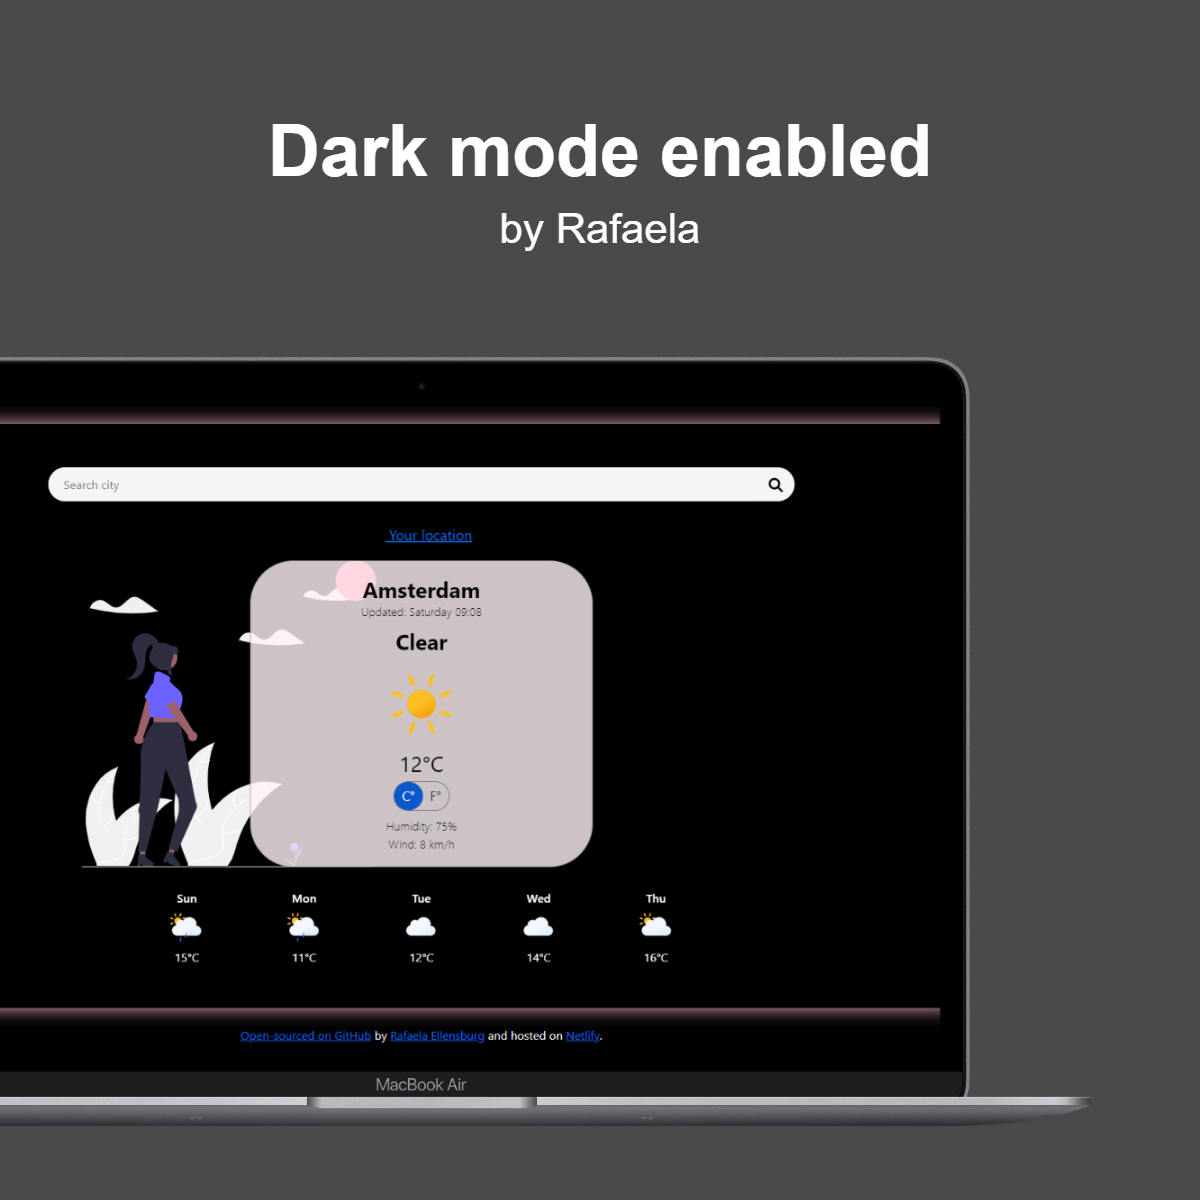 Dark mode enabled
by Rafaela
Search city
Your location
Amsterdam
Updated: Saturday 09:08
Clear
12°C
C° F°
Humidity: 75%
Wind: 8 km/h
Sun Mon Tue Wed Thu
15°C 11°C 12°C 14°C 16°C
Open-sourced on GitHub by Rafaela Ellensburg and hosted on Netlify.
MacBook Air